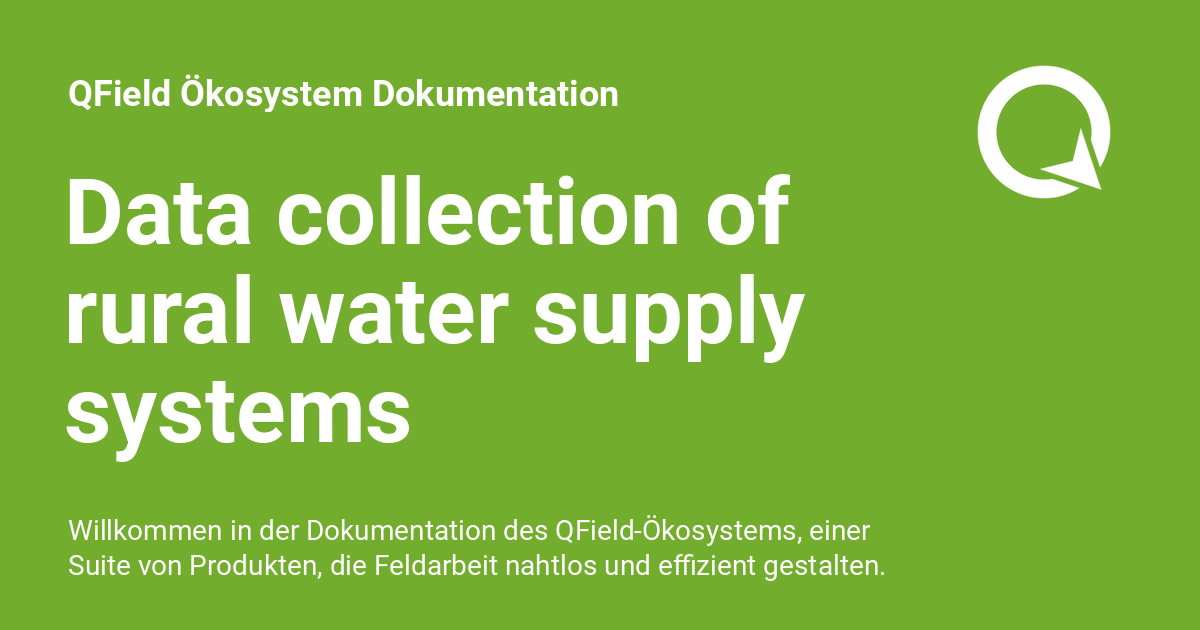 QField Ökosystem Dokumentation
Data collection of
rural water supply
systems
Willkommen in der Dokumentation des QField-Ökosystems, einer
Suite von Produkten, die Feldarbeit nahtlos und effizient gestalten.